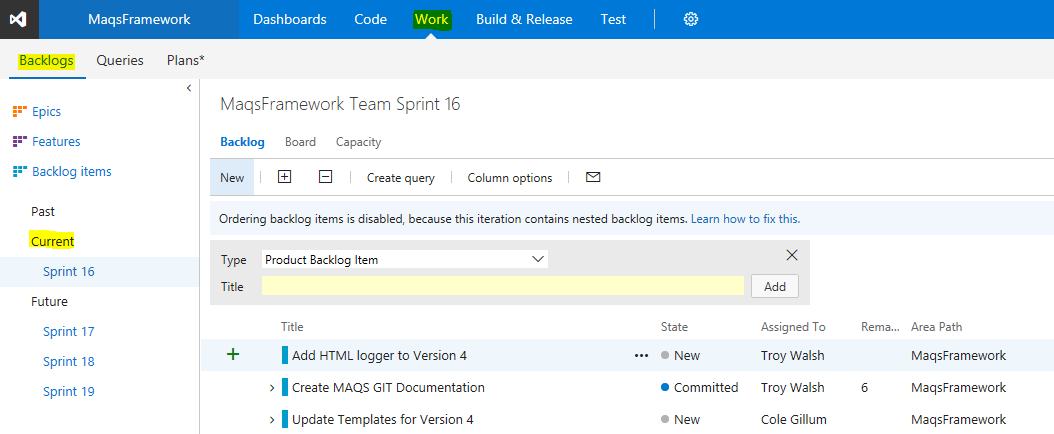 MaqsFramework Dashboards Code Work Build & Release Test
Backlogs Queries Plans*
Epics
Features
Backlog items
Past
Current
Sprint 16
Future
Sprint 17
Sprint 18
Sprint 19
MaqsFramework Team Sprint 16
Backlog Board Capacity
New Create query Column options
Ordering backlog items is disabled, because this iteration contains nested backlog items. Learn how to fix this.
Type Product Backlog Item
Title Add
Title State Assigned To Rema... Area Path
Add HTML logger to Version 4 ••• New Troy Walsh MaqsFramework
Create MAQS GIT Documentation Committed Troy Walsh 6 MaqsFramework
Update Templates for Version 4 New Cole Gillum MaqsFramework